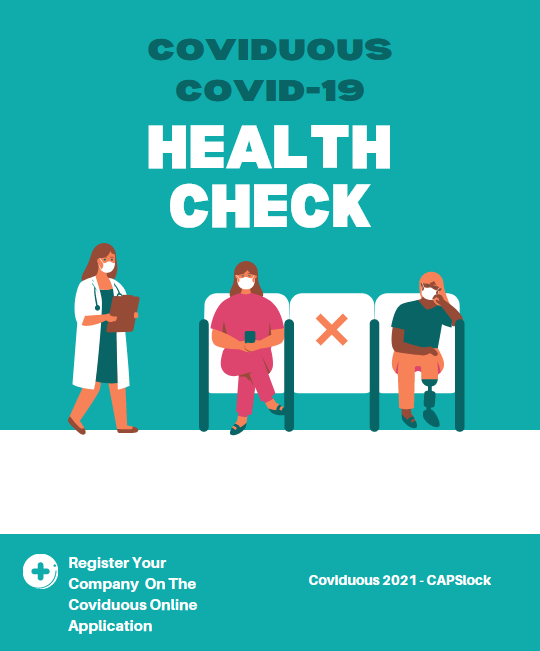 COVIDUOUS
COVID-19
HEALTH
CHECK
Register Your
Company On The
Coviduous Online
Application
Coviduous 2021 - CAPSlock